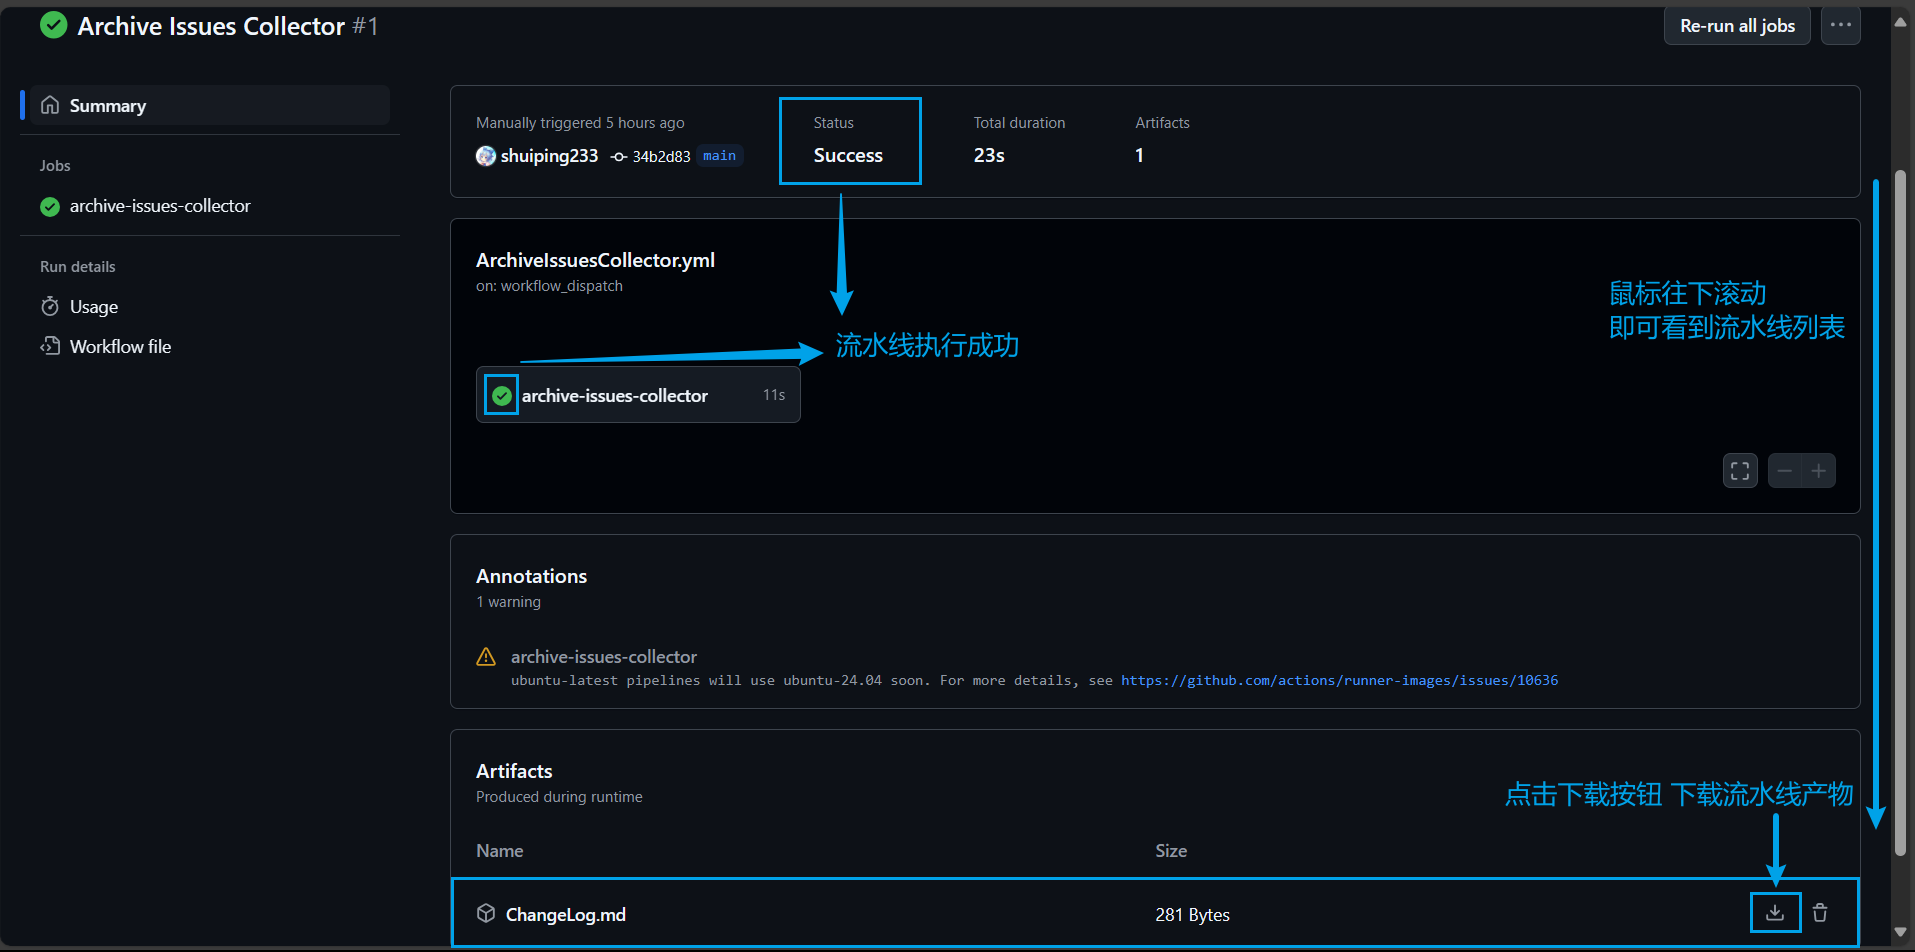 Archive Issues Collector #1
Re-run all jobs
Summary
Jobs
archive-issues-collector
Run details
Usage
Workflow file
Manually triggered 5 hours ago
shuiping233 34b2d83 main
Status
Success
Total duration
23s
Artifacts
1
ArchiveIssuesCollector.yml
on: workflow_dispatch
鼠标往下滚动
即可看到流水线列表
流水线执行成功
archive-issues-collector 11s
Annotations
1 warning
archive-issues-collector
ubuntu-latest pipelines will use ubuntu-24.04 soon. For more details, see https://github.com/actions/runner-images/issues/10636
Artifacts
Produced during runtime
点击下载按钮 下载流水线产物
Name Size
ChangeLog.md 281 Bytes